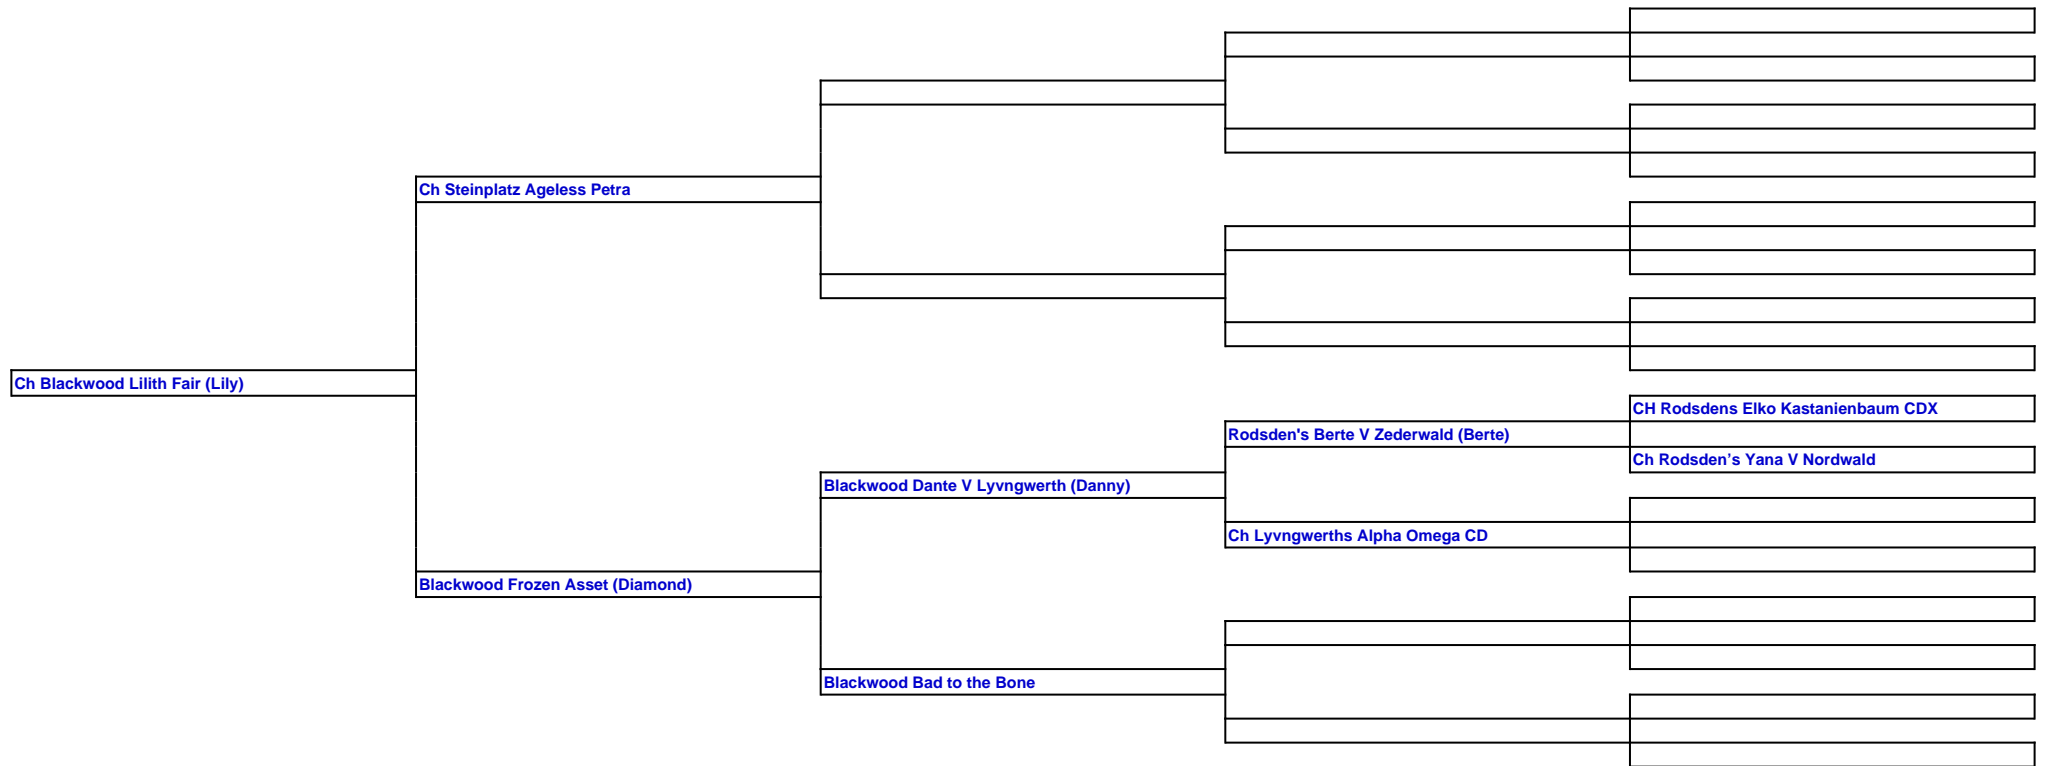 Ch Steinplatz Ageless Petra
Ch Blackwood Lilith Fair (Lily)
CH Rodsdens Elko Kastanienbaum CDX
Rodsden's Berte V Zederwald (Berte)
Ch Rodsden’s Yana V Nordwald
Blackwood Dante V Lyvngwerth (Danny)
Ch Lyvngwerths Alpha Omega CD
Blackwood Frozen Asset (Diamond)
Blackwood Bad to the Bone